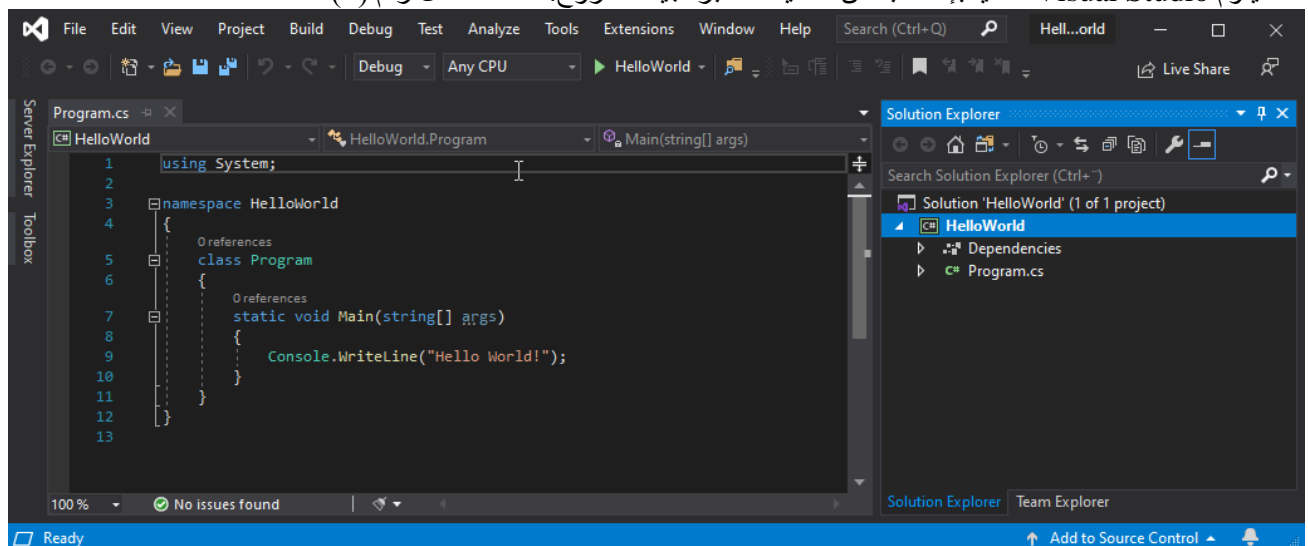 Visual Studio
File Edit View Project Build Debug Test Analyze Tools Extensions Window Help Search (Ctrl+Q) Hell...orld
Debug Any CPU HelloWorld Live Share
Server Explorer
Toolbox
Program.cs
HelloWorld HelloWorld.Program Main(string[] args)
1 using System;
2
3 namespace HelloWorld
4 {
0 references
5 class Program
6 {
0 references
7 static void Main(string[] args)
8 {
9 Console.WriteLine("Hello World!");
10 }
11 }
12 }
13
100 % No issues found
Solution Explorer
Search Solution Explorer (Ctrl+¨)
Solution 'HelloWorld' (1 of 1 project)
C# HelloWorld
Dependencies
C# Program.cs
Solution Explorer Team Explorer
Ready Add to Source Control